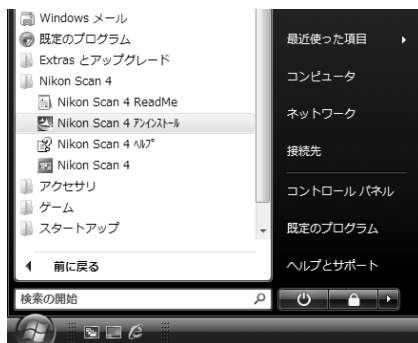 Windows メール
既定のプログラム
Extras とアップグレード
Nikon Scan 4
Nikon Scan 4 ReadMe
Nikon Scan 4 ｱﾝｲﾝｽﾄｰﾙ
Nikon Scan 4 ﾍﾙﾌﾟ
Nikon Scan 4
アクセサリ
ゲーム
スタートアップ
前に戻る
検索の開始
最近使った項目
コンピュータ
ネットワーク
接続先
コントロール パネル
既定のプログラム
ヘルプとサポート